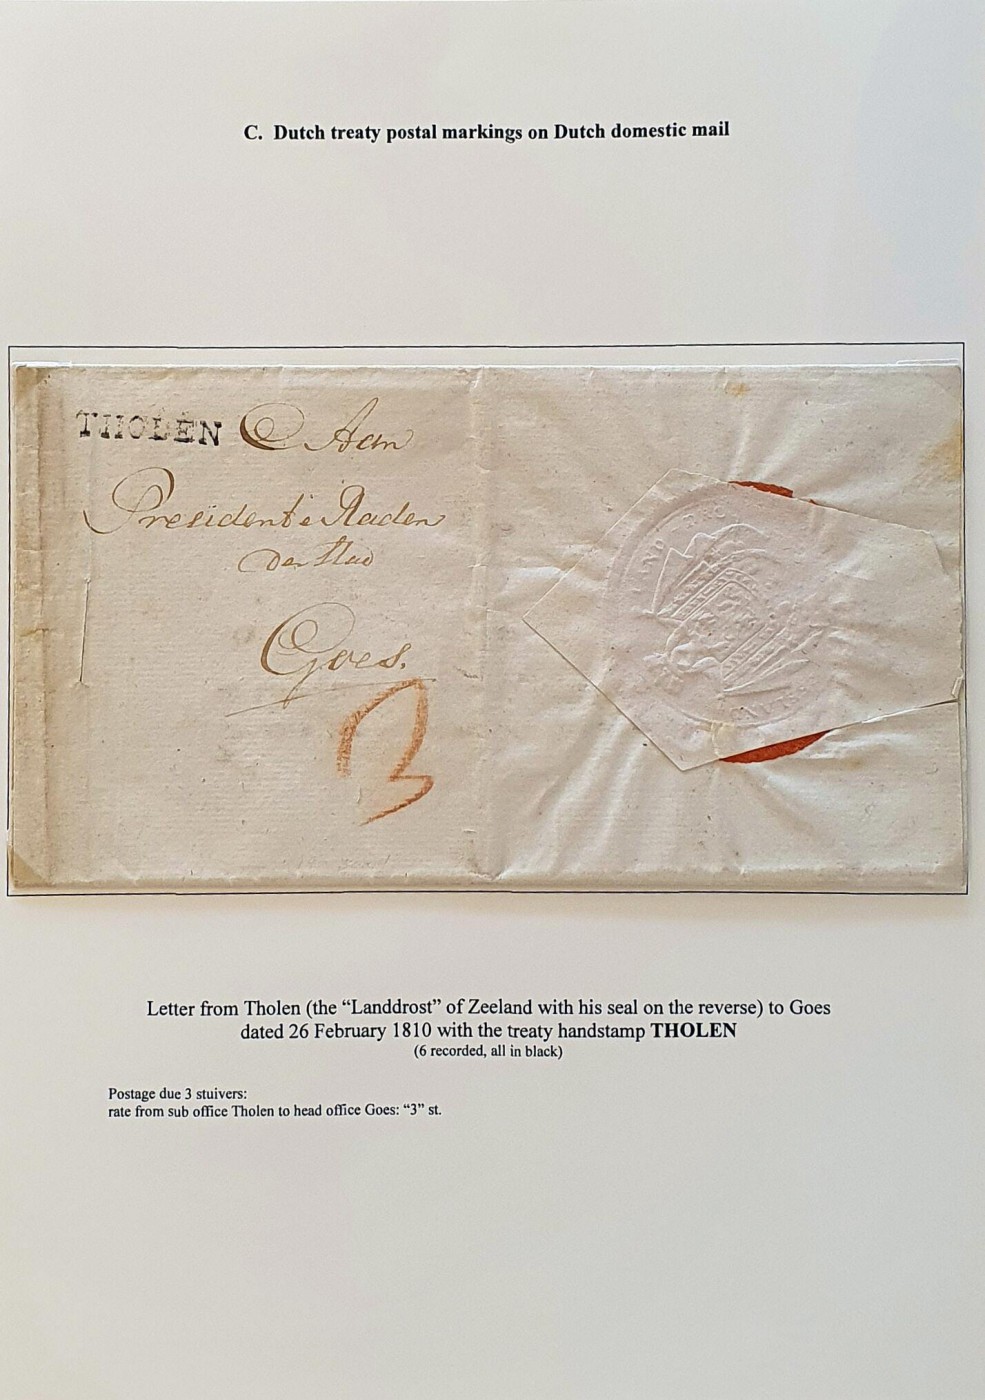 C. Dutch treaty postal markings on Dutch domestic mail
THOLEN
Aan
President & Raden
der Stad
Goes.
3
LAND DRO
Letter from Tholen (the “Landdrost” of Zeeland with his seal on the reverse) to Goes
dated 26 February 1810 with the treaty handstamp THOLEN
(6 recorded, all in black)
Postage due 3 stuivers:
rate from sub office Tholen to head office Goes: “3” st.